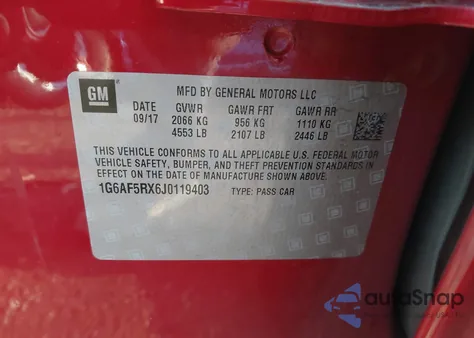 GM
MFD BY GENERAL MOTORS LLC
DATE GVWR GAWR FRT GAWR RR
09/17 2066 KG 956 KG 1110 KG
4553 LB 2107 LB 2446 LB
THIS VEHICLE CONFORMS TO ALL APPLICABLE U.S. FEDERAL MOTOR
VEHICLE SAFETY, BUMPER, AND THEFT PREVENTION STANDARDS IN
EFFECT ON THE DATE OF MANUFACTURE SHOWN ABOVE.
1G6AF5RX6J0119403 TYPE: PASS CAR
autoSnap